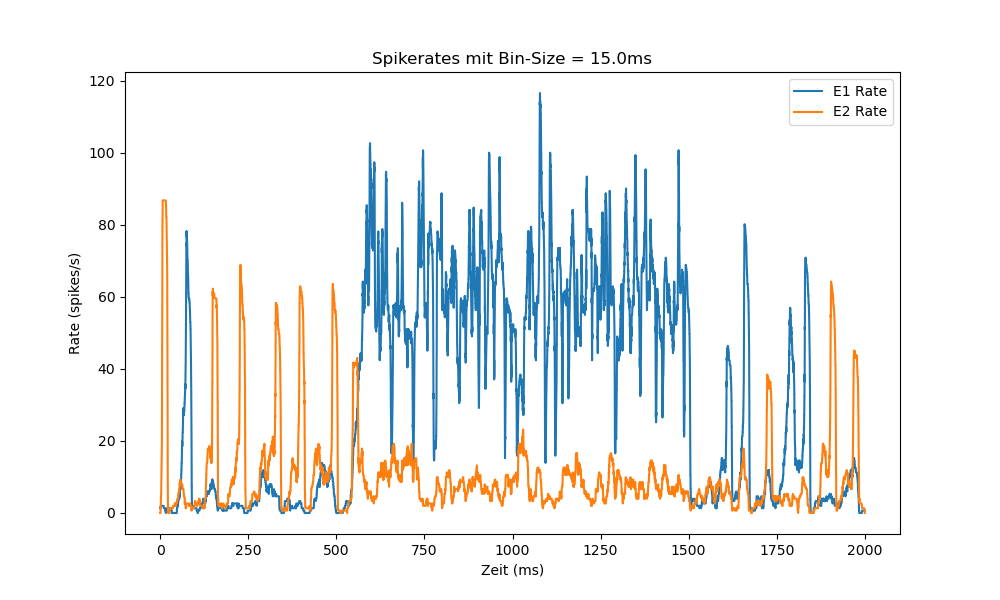 Spikerates mit Bin-Size = 15.0ms
E1 Rate
E2 Rate
Rate (spikes/s)
120
100
80
60
40
20
0
0 250 500 750 1000 1250 1500 1750 2000
Zeit (ms)